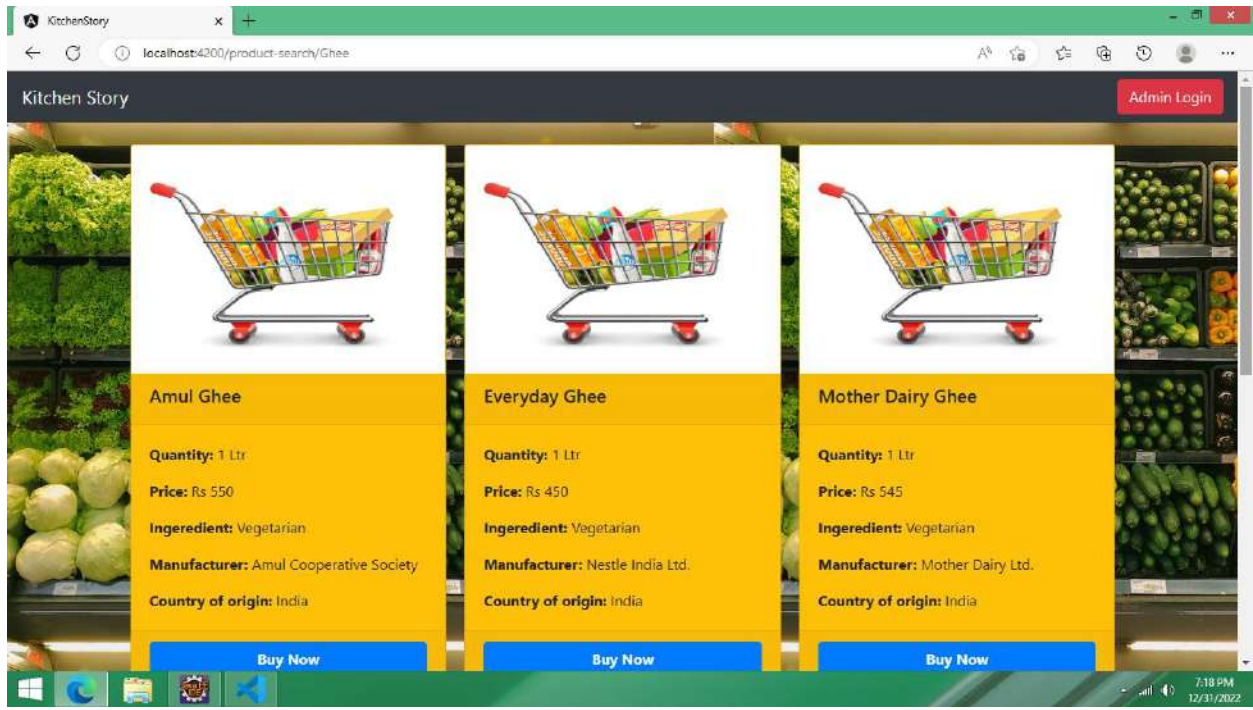 KitchenStory
localhost:4200/product-search/Ghee
Kitchen Story
Admin Login
Amul Ghee
Quantity: 1 Ltr
Price: Rs 550
Ingeredient: Vegetarian
Manufacturer: Amul Cooperative Society
Country of origin: India
Buy Now
Everyday Ghee
Quantity: 1 Ltr
Price: Rs 450
Ingeredient: Vegetarian
Manufacturer: Nestle India Ltd.
Country of origin: India
Buy Now
Mother Dairy Ghee
Quantity: 1 Ltr
Price: Rs 545
Ingeredient: Vegetarian
Manufacturer: Mother Dairy Ltd.
Country of origin: India
Buy Now
7:18 PM
12/31/2022